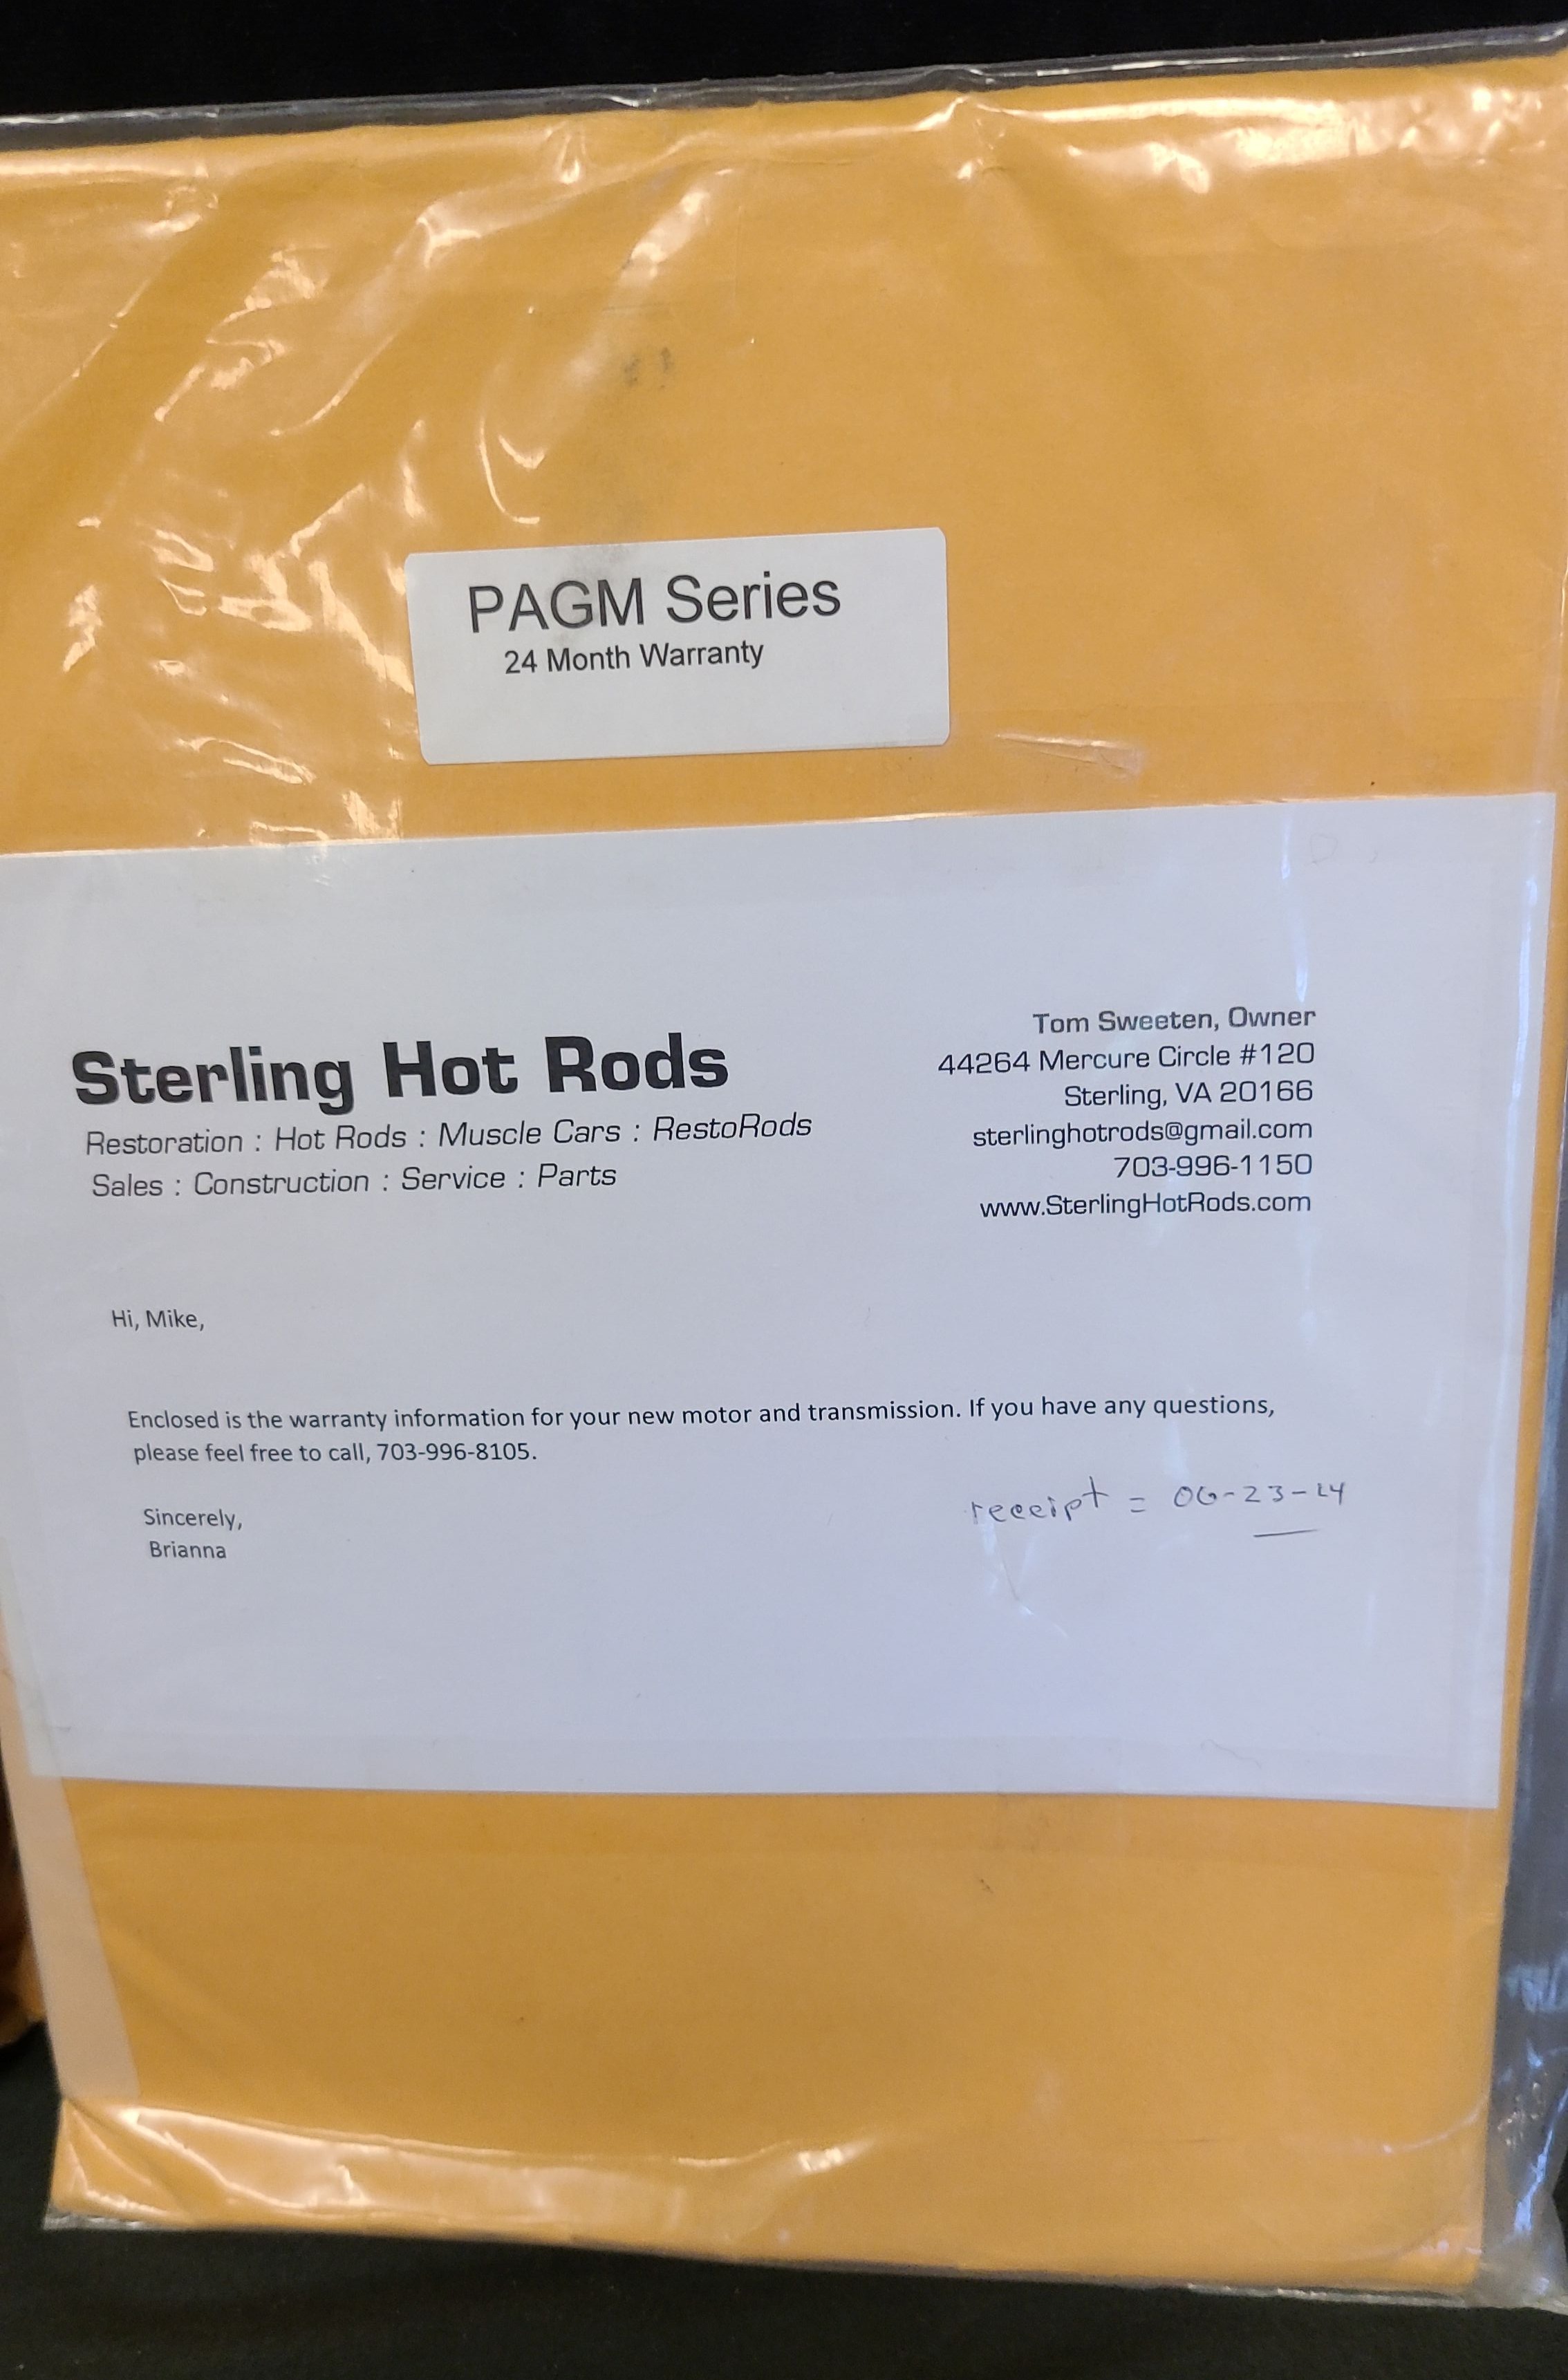 PAGM Series
24 Month Warranty
Sterling Hot Rods
Restoration : Hot Rods : Muscle Cars : RestoRods
Sales : Construction : Service : Parts
Tom Sweeten, Owner
44264 Mercure Circle #120
Sterling, VA 20166
sterlinghotrods@gmail.com
703-996-1150
www.SterlingHotRods.com
Hi, Mike,
Enclosed is the warranty information for your new motor and transmission. If you have any questions,
please feel free to call, 703-996-8105.
Sincerely,
Brianna
receipt =